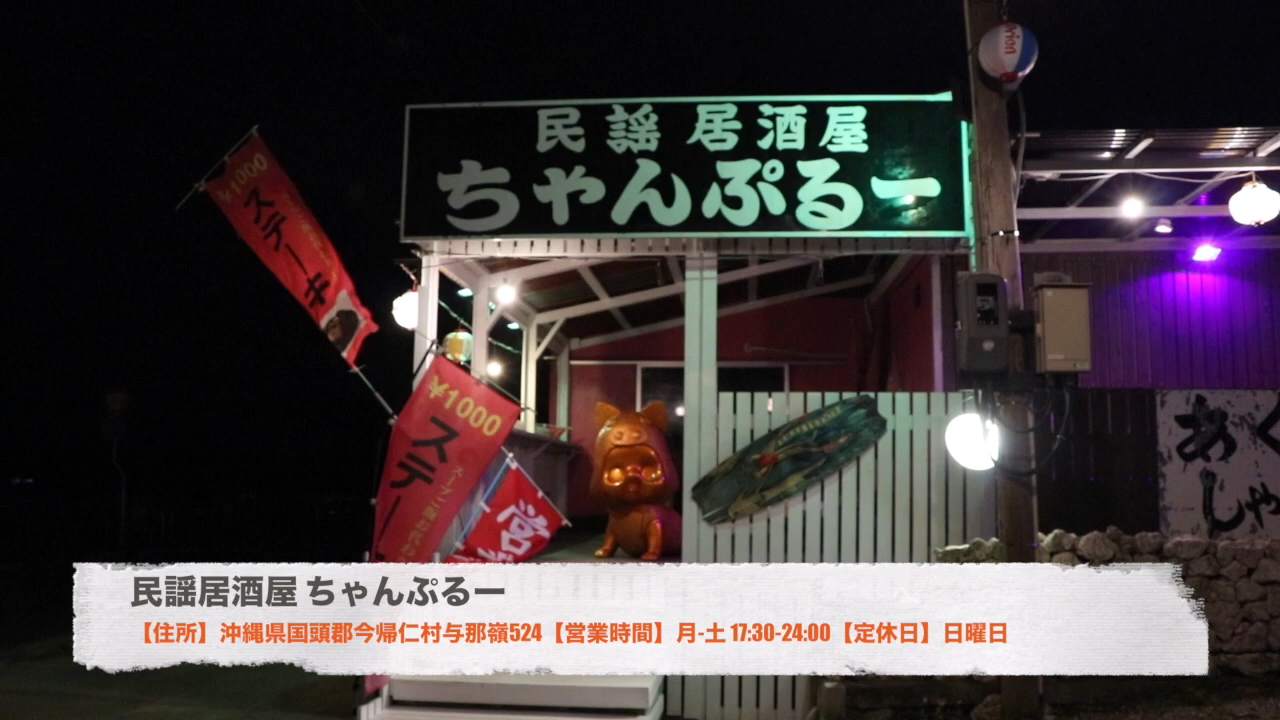 民謡居酒屋
ちゃんぷるー
¥1000
ステーキ
¥1000
ステー
営業
あく
しゃ
民謡居酒屋 ちゃんぷるー
【住所】沖縄県国頭郡今帰仁村与那嶺524【営業時間】月-土 17:30-24:00【定休日】日曜日